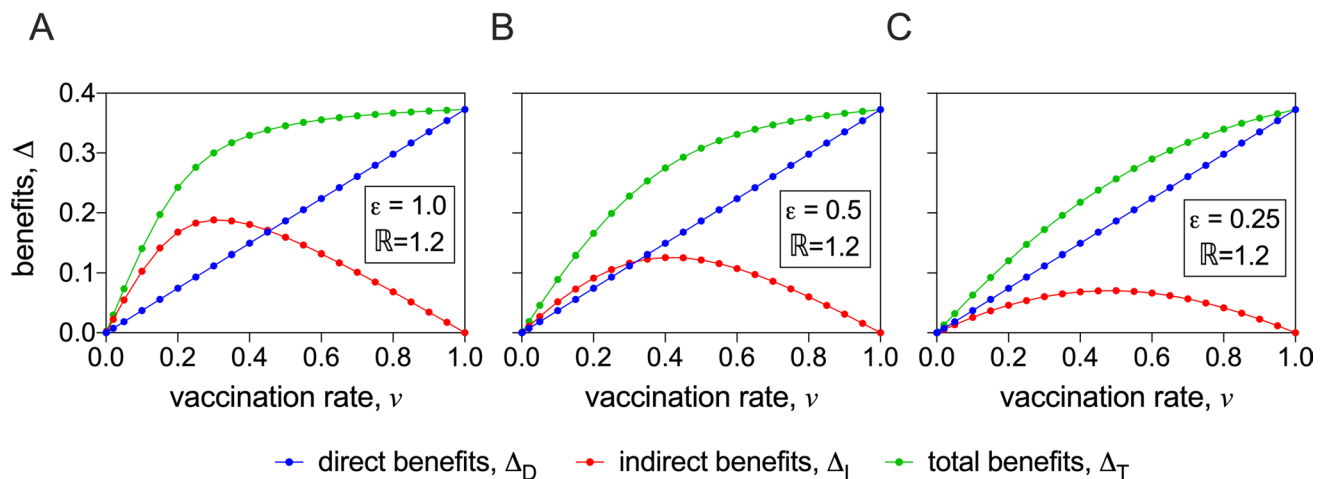 A
B
C
benefits, Δ
0.4
0.3
0.2
0.1
0.0
ε = 1.0
ℝ=1.2
0.0 0.2 0.4 0.6 0.8 1.0
vaccination rate, ν
ε = 0.5
ℝ=1.2
0.0 0.2 0.4 0.6 0.8 1.0
vaccination rate, ν
ε = 0.25
ℝ=1.2
0.0 0.2 0.4 0.6 0.8 1.0
vaccination rate, ν
direct benefits, Δ_D indirect benefits, Δ_I total benefits, Δ_T